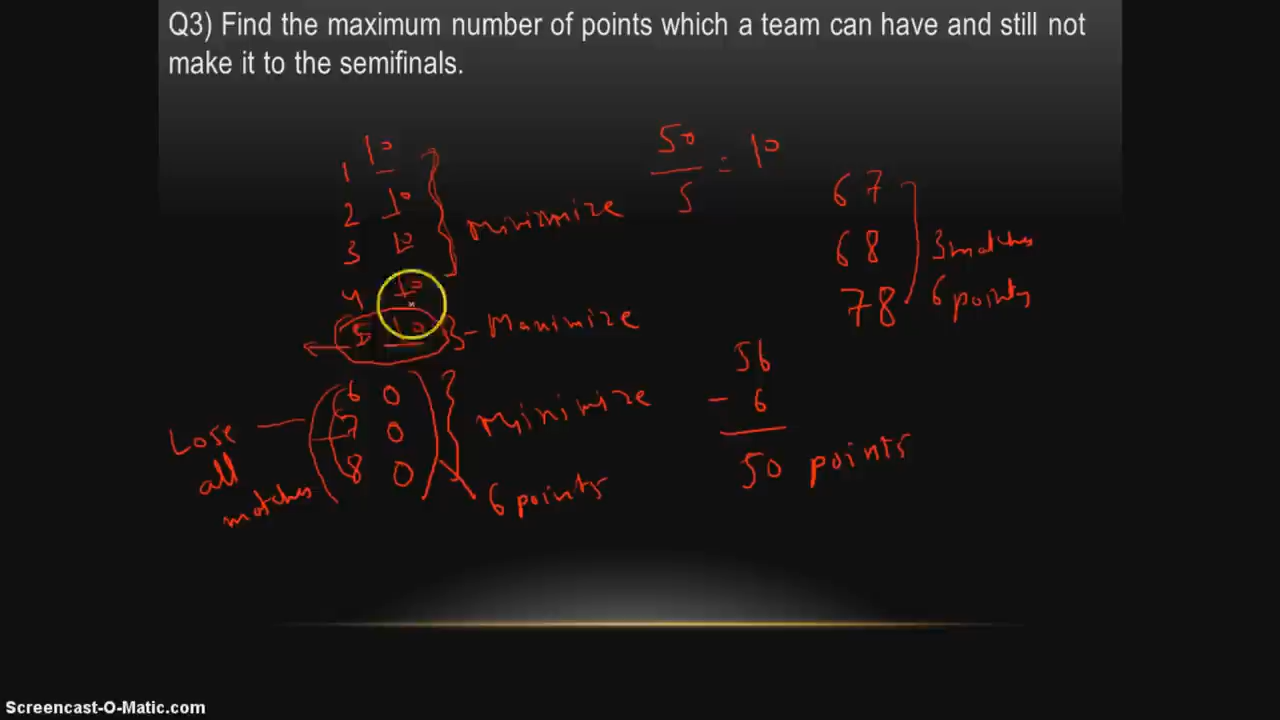 Q3) Find the maximum number of points which a team can have and still not
make it to the semifinals.
1 10
2 10
3 10
4 10
5 10
6 0
7 0
8 0
Minimize
Maximize
Minimize
6 points
Lose
all
matches
50
5
= 10
67
68
78
3 matches
6 points
56
- 6
50 points
Screencast-O-Matic.com